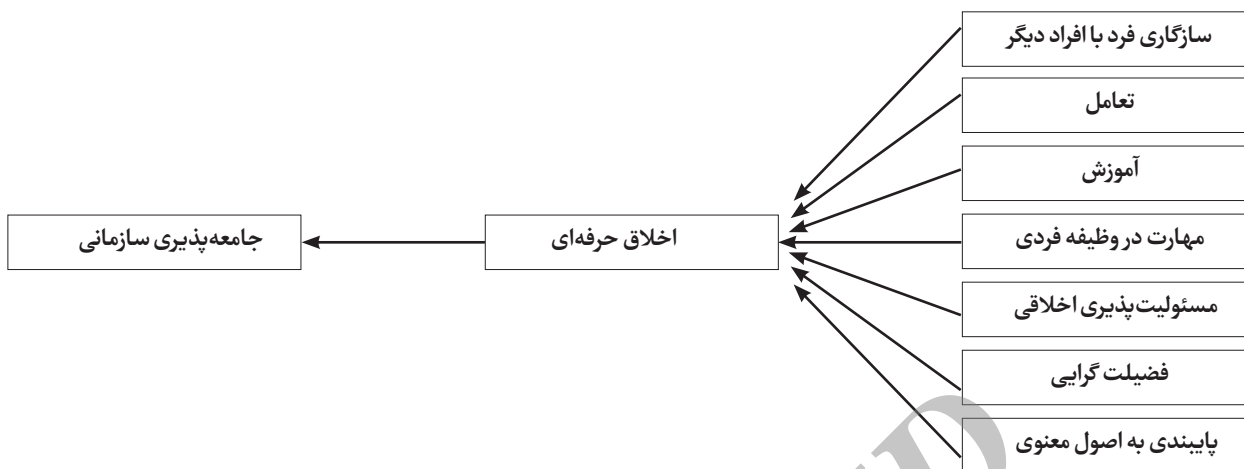 سازگاری فرد با افراد دیگر
تعامل
آموزش
مهارت در وظیفه فردی
اخلاق حرفه‌ای
جامعه‌پذیری سازمانی
مسئولیت‌پذیری اخلاقی
فضیلت گرایی
پایبندی به اصول معنوی